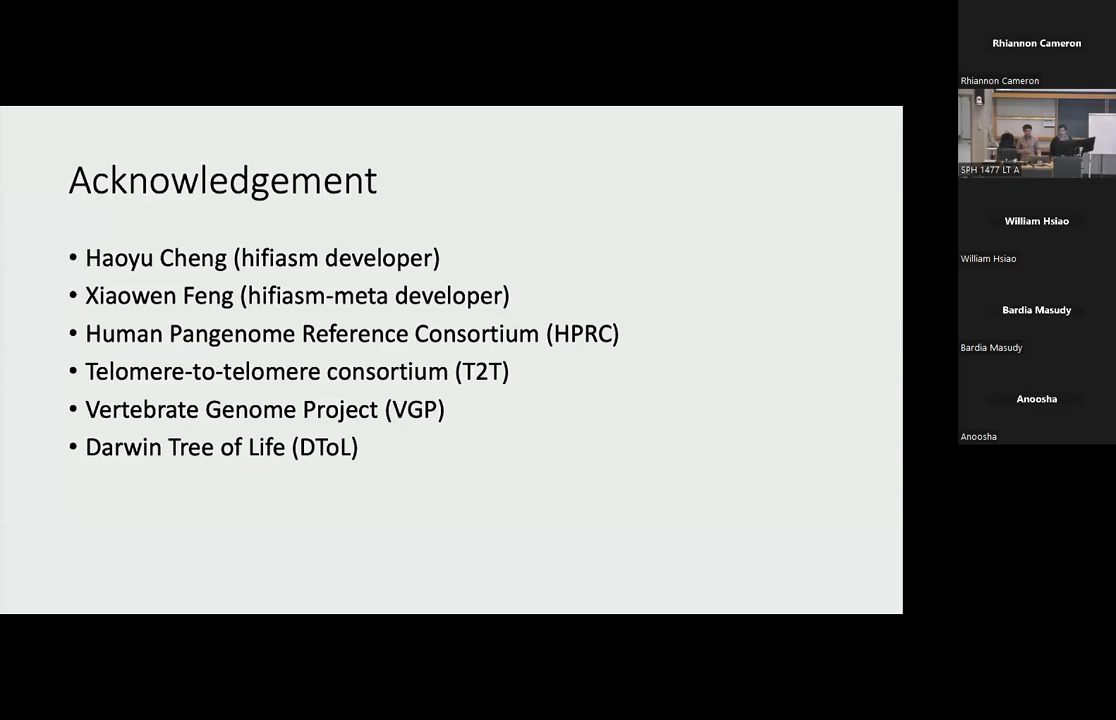 Acknowledgement
• Haoyu Cheng (hifiasm developer)
• Xiaowen Feng (hifiasm-meta developer)
• Human Pangenome Reference Consortium (HPRC)
• Telomere-to-telomere consortium (T2T)
• Vertebrate Genome Project (VGP)
• Darwin Tree of Life (DToL)
Rhiannon Cameron
Rhiannon Cameron
SPH 1477 LT A
William Hsiao
William Hsiao
Bardia Masudy
Bardia Masudy
Anoosha
Anoosha